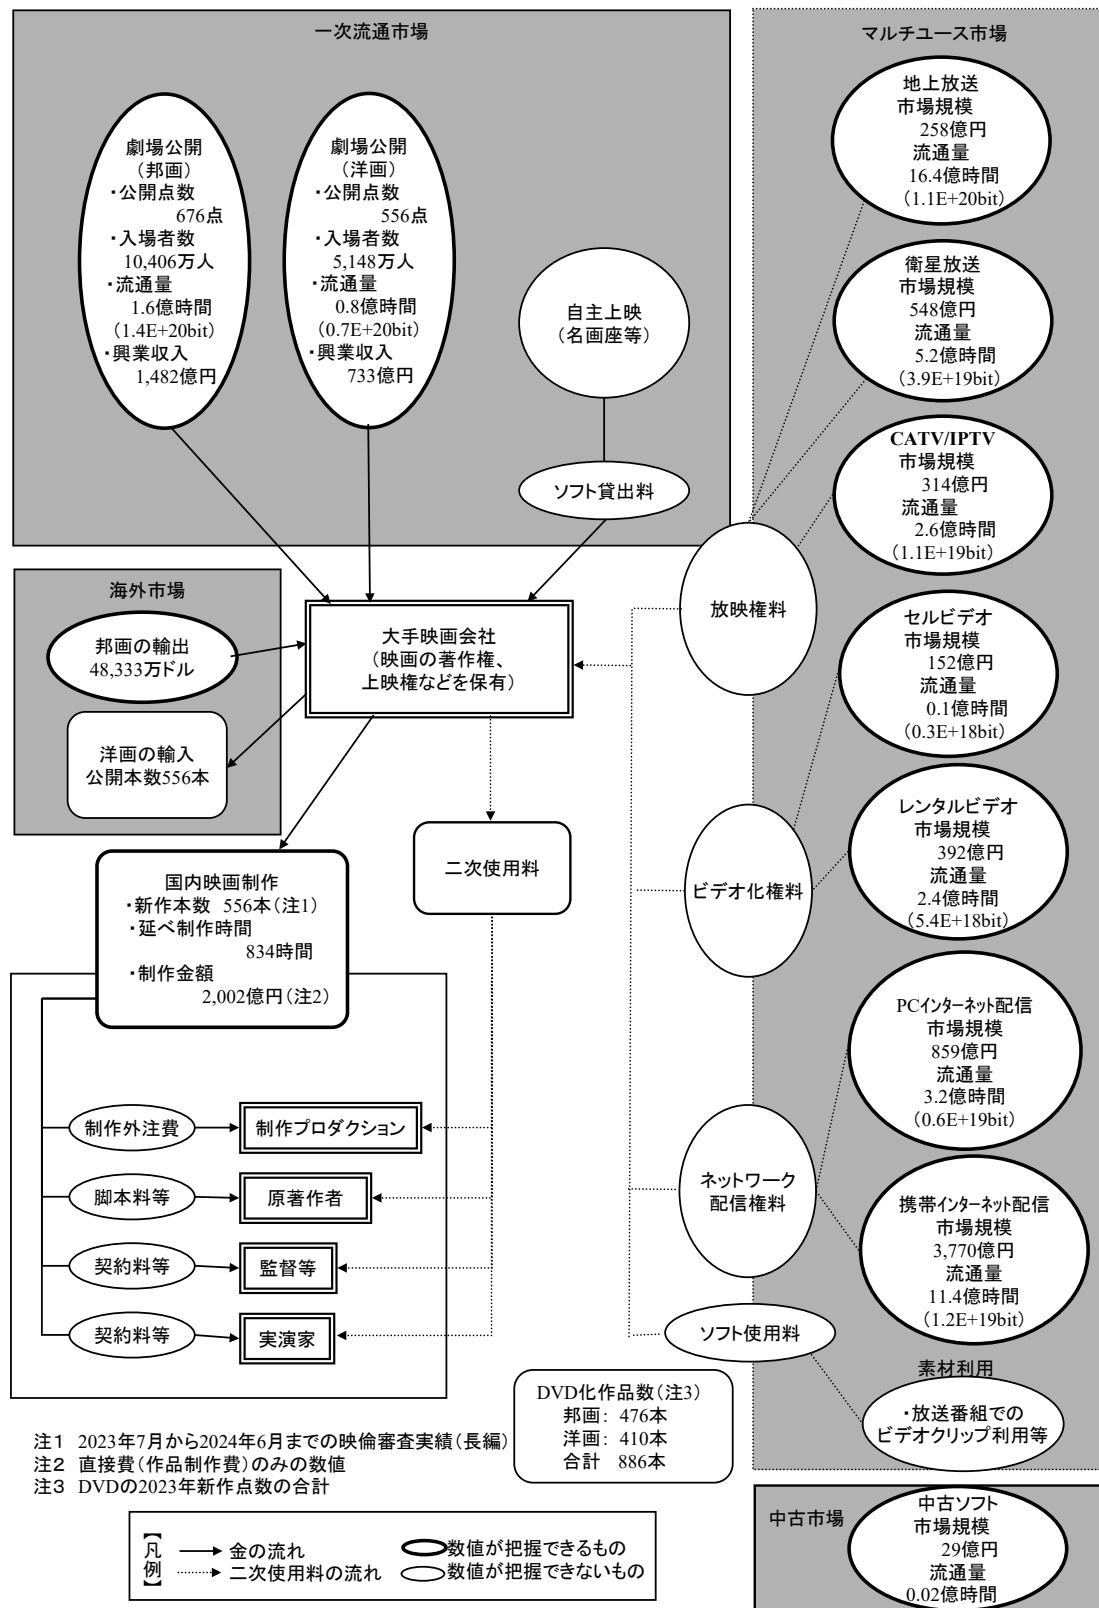 一次流通市場
劇場公開
（邦画）
・公開点数
676点
・入場者数
10,406万人
・流通量
1.6億時間
(1.4E+20bit)
・興業収入
1,482億円
劇場公開
（洋画）
・公開点数
556点
・入場者数
5,148万人
・流通量
0.8億時間
(0.7E+20bit)
・興業収入
733億円
自主上映
（名画座等）
ソフト貸出料
海外市場
邦画の輸出
48,333万ドル
洋画の輸入
公開本数556本
大手映画会社
（映画の著作権、
上映権などを保有）
二次使用料
国内映画制作
・新作本数 556本（注1）
・延べ制作時間
834時間
・制作金額
2,002億円（注2）
制作外注費
制作プロダクション
脚本料等
原著作者
契約料等
監督等
契約料等
実演家
放映権料
ビデオ化権料
ネットワーク
配信権料
ソフト使用料
マルチユース市場
地上放送
市場規模
258億円
流通量
16.4億時間
(1.1E+20bit)
衛星放送
市場規模
548億円
流通量
5.2億時間
(3.9E+19bit)
CATV/IPTV
市場規模
314億円
流通量
2.6億時間
(1.1E+19bit)
セルビデオ
市場規模
152億円
流通量
0.1億時間
(0.3E+18bit)
レンタルビデオ
市場規模
392億円
流通量
2.4億時間
(5.4E+18bit)
PCインターネット配信
市場規模
859億円
流通量
3.2億時間
(0.6E+19bit)
携帯インターネット配信
市場規模
3,770億円
流通量
11.4億時間
(1.2E+19bit)
素材利用
・放送番組での
ビデオクリップ利用等
DVD化作品数（注3）
邦画： 476本
洋画： 410本
合計 886本
中古市場
中古ソフト
市場規模
29億円
流通量
0.02億時間
注1 2023年7月から2024年6月までの映倫審査実績（長編）
注2 直接費（作品制作費）のみの数値
注3 DVDの2023年新作点数の合計
【凡例】
金の流れ
二次使用料の流れ
数値が把握できるもの
数値が把握できないもの